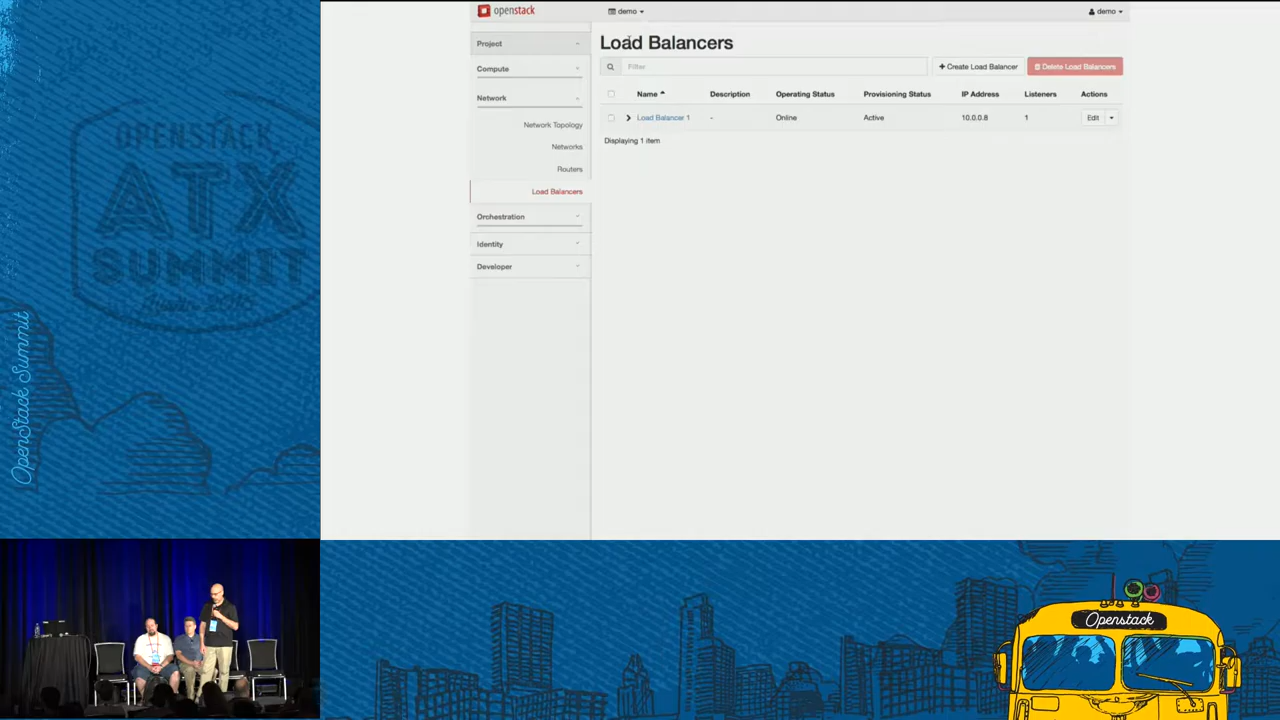 openstack
demo
demo
Project
Compute
Network
Network Topology
Networks
Routers
Load Balancers
Orchestration
Identity
Developer
Load Balancers
Filter
+ Create Load Balancer
Delete Load Balancers
Name Description Operating Status Provisioning Status IP Address Listeners Actions
Load Balancer 1 - Online Active 10.0.0.8 1 Edit
Displaying 1 item
OPENSTACK
ATX
SUMMIT
Austin 2016
OpenStack Summit
Openstack